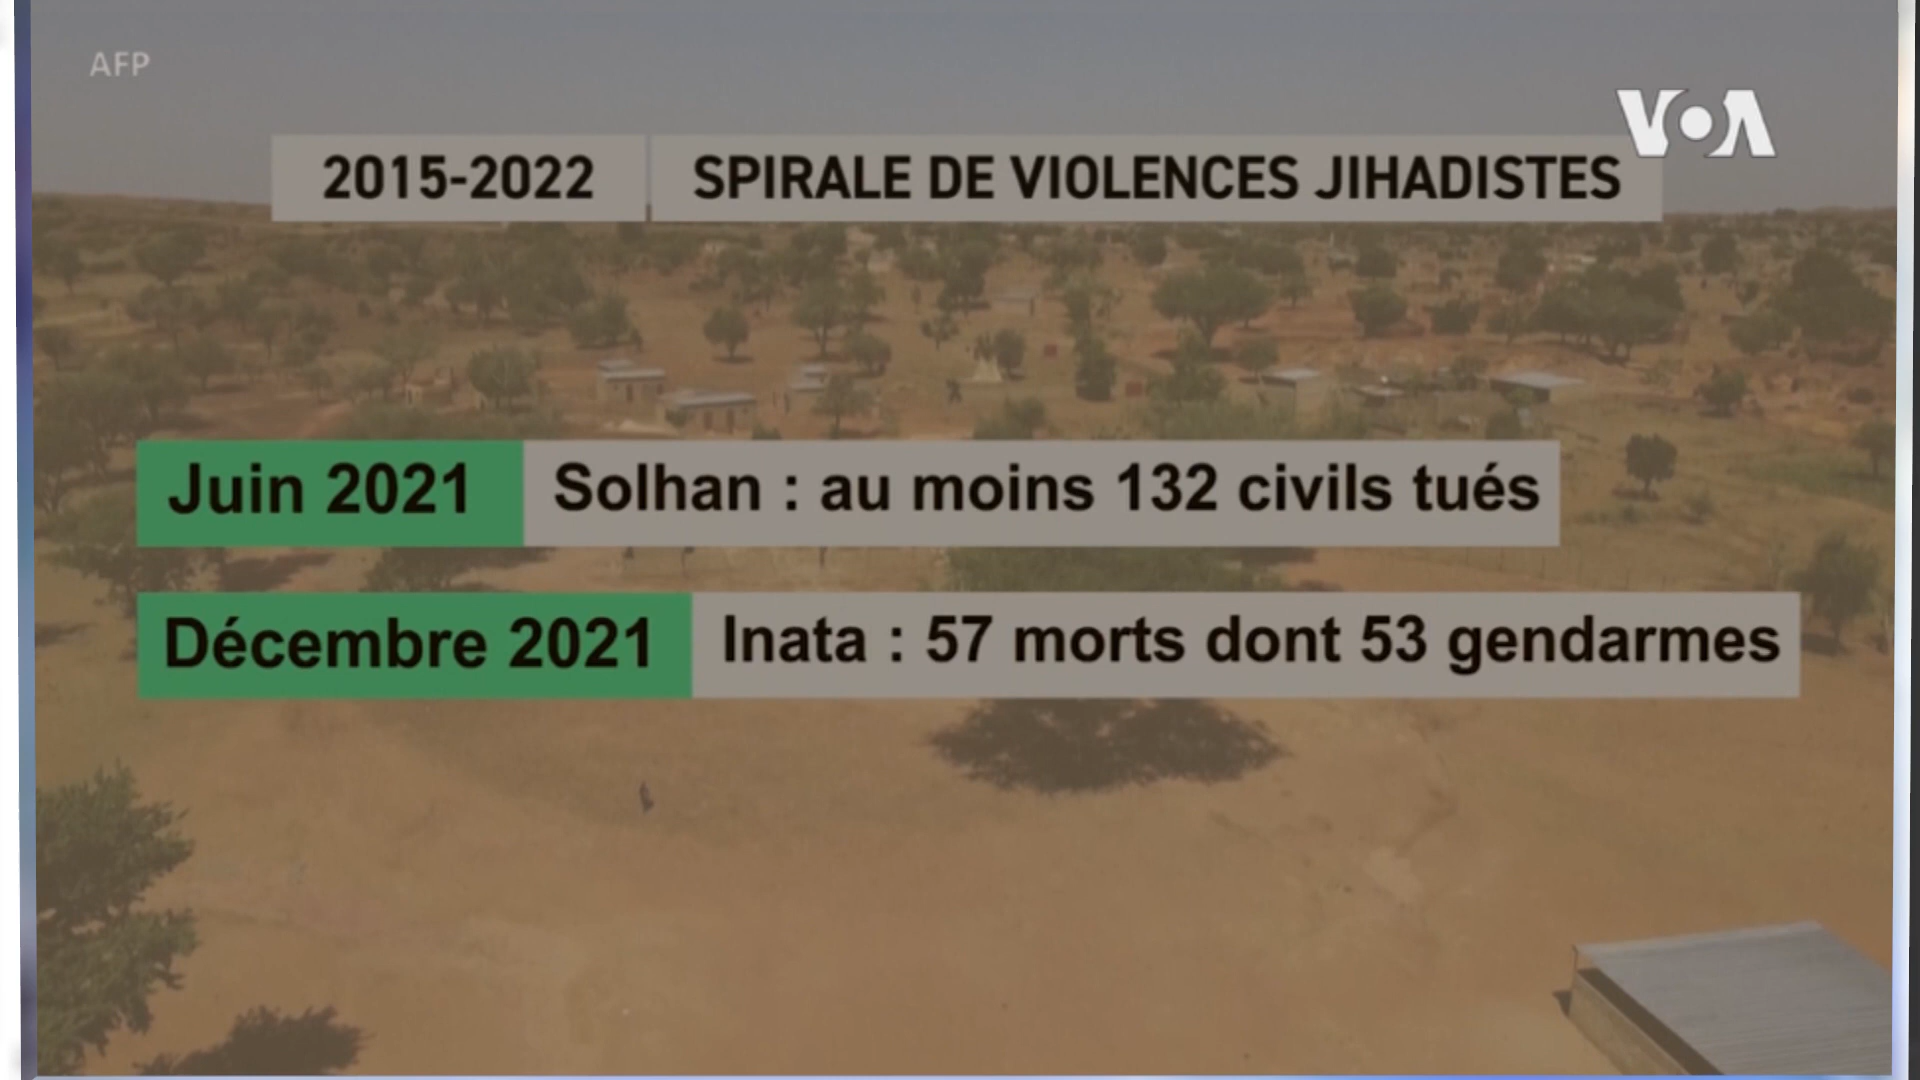 AFP
VOA
2015-2022 SPIRALE DE VIOLENCES JIHADISTES
Juin 2021 Solhan : au moins 132 civils tués
Décembre 2021 Inata : 57 morts dont 53 gendarmes